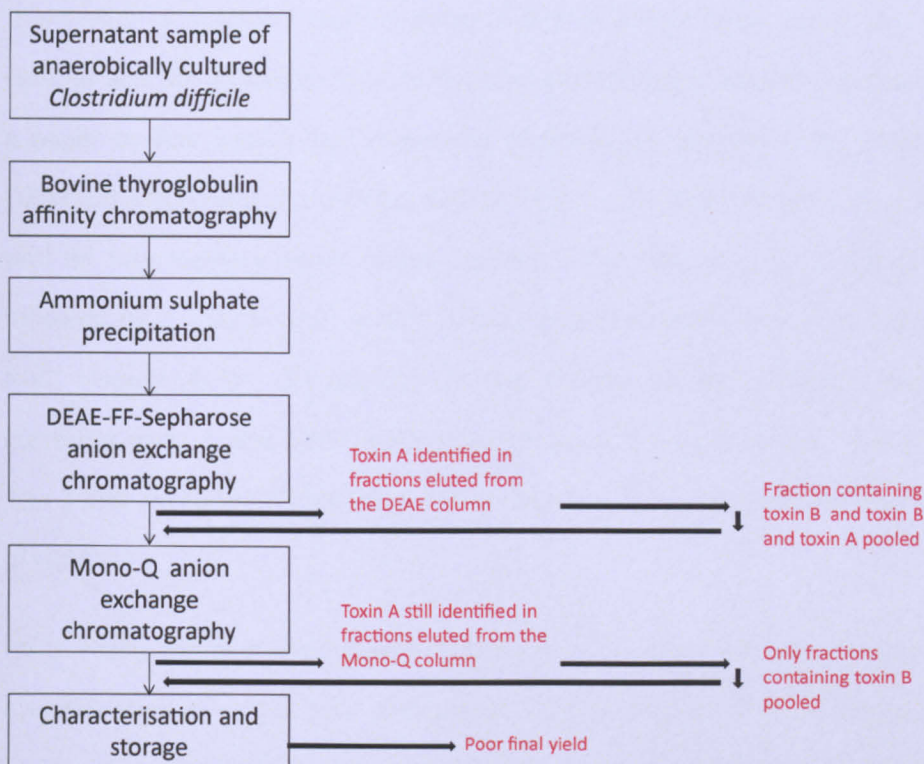 Supernatant sample of
anaerobically cultured
Clostridium difficile
Bovine thyroglobulin
affinity chromatography
Ammonium sulphate
precipitation
DEAE-FF-Sepharose
anion exchange
chromatography
Toxin A identified in
fractions eluted from
the DEAE column
Fraction containing
toxin B and toxin B
and toxin A pooled
Mono-Q anion
exchange
chromatography
Toxin A still identified in
fractions eluted from the
Mono-Q column
Only fractions
containing toxin B
pooled
Characterisation and
storage
Poor final yield